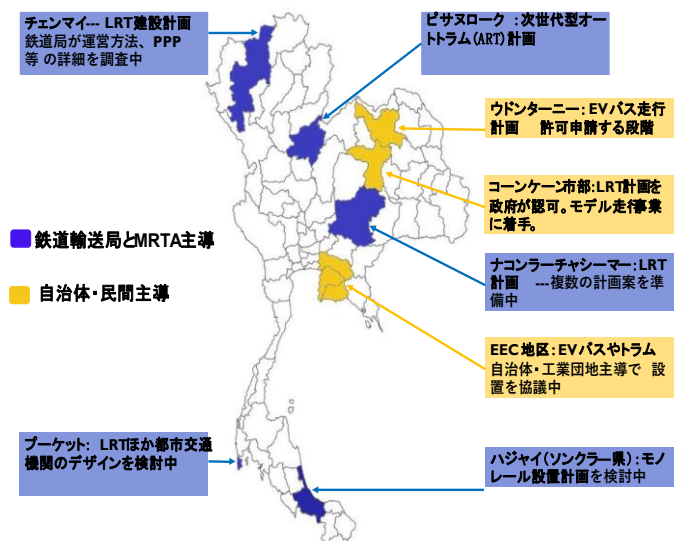 チェンマイ--- LRT建設計画
鉄道局が運営方法、PPP
等 の詳細を調査中
ピサヌローク ：次世代型オー
トトラム(ART)計画
ウドンターニー：EVバス走行
計画 許可申請する段階
コーンケーン市部：LRT計画を
政府が認可。モデル走行事業
に着手。
鉄道輸送局とMRTA主導
自治体・民間主導
ナコンラーチャシーマー：LRT
計画 ---複数の計画案を準
備中
EEC地区：EVバスやトラム
自治体・工業団地主導で 設
置を協議中
プーケット： LRTほか都市交通
機関のデザインを検討中
ハジャイ（ソンクラー県）：モノ
レール設置計画を検討中